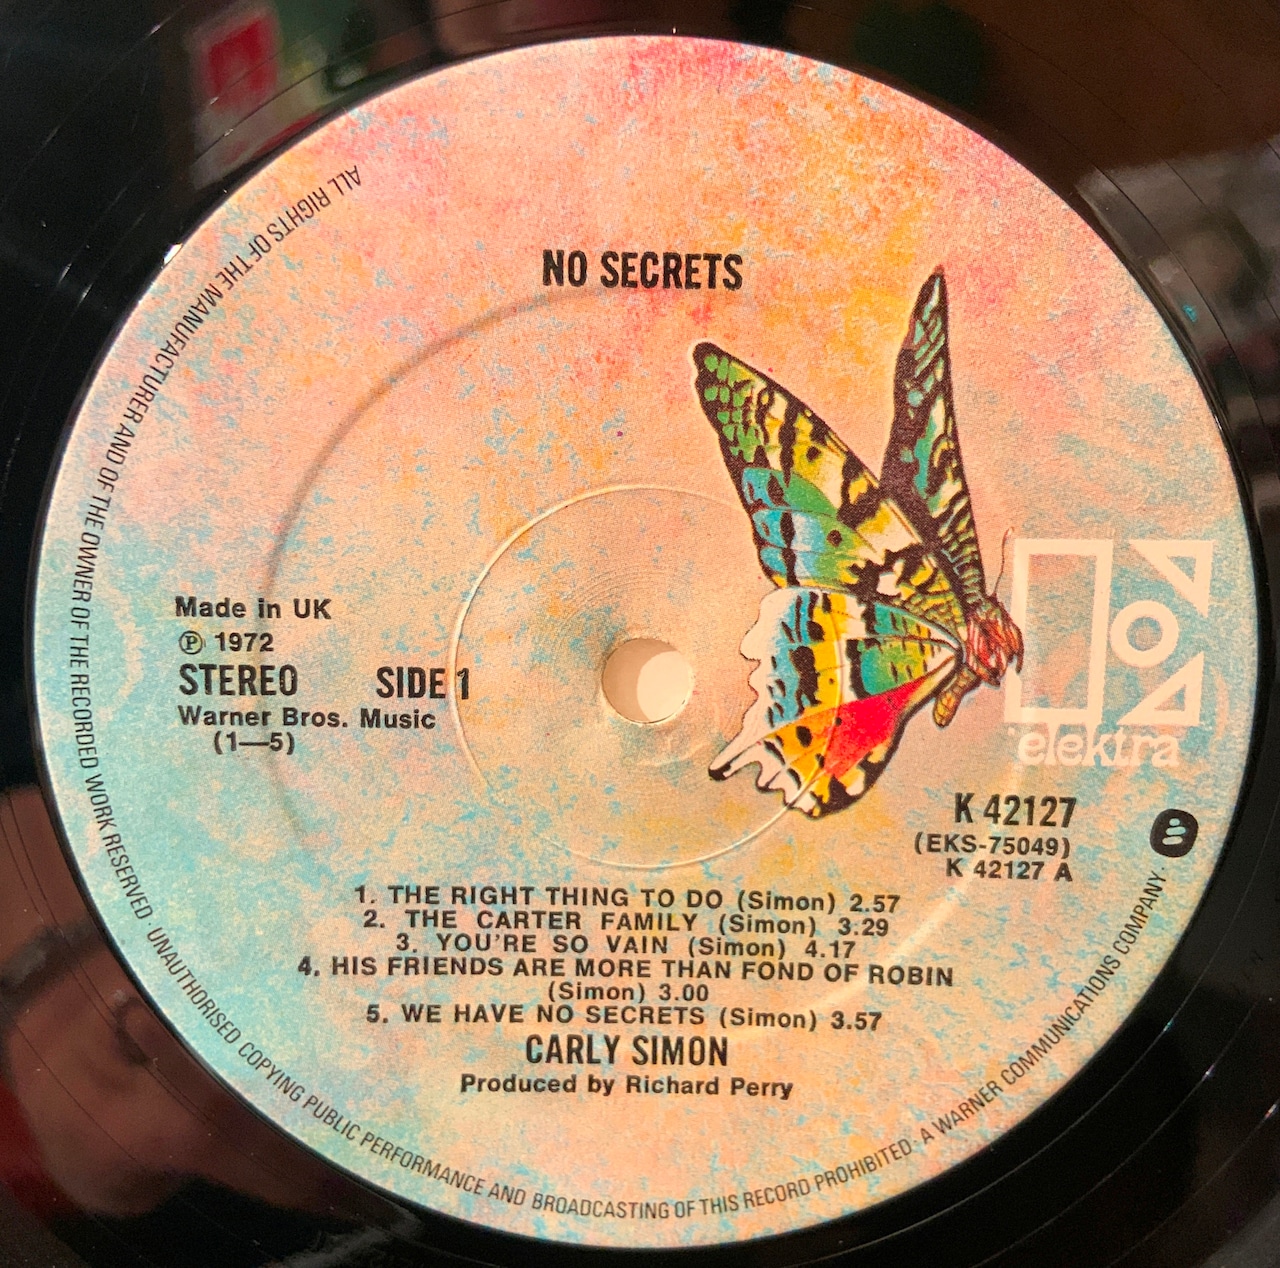 NO SECRETS
Made in UK
℗ 1972
STEREO SIDE 1
Warner Bros. Music
(1—5)
elektra
K 42127
(EKS-75049)
K 42127 A
1. THE RIGHT THING TO DO (Simon) 2.57
2. THE CARTER FAMILY (Simon) 3.29
3. YOU'RE SO VAIN (Simon) 4.17
4. HIS FRIENDS ARE MORE THAN FOND OF ROBIN
(Simon) 3.00
5. WE HAVE NO SECRETS (Simon) 3.57
CARLY SIMON
Produced by Richard Perry
ALL RIGHTS OF THE MANUFACTURER AND OF THE OWNER OF THE RECORDED WORK RESERVED · UNAUTHORISED COPYING PUBLIC PERFORMANCE AND BROADCASTING OF THIS RECORD PROHIBITED · A WARNER COMMUNICATIONS COMPANY ·